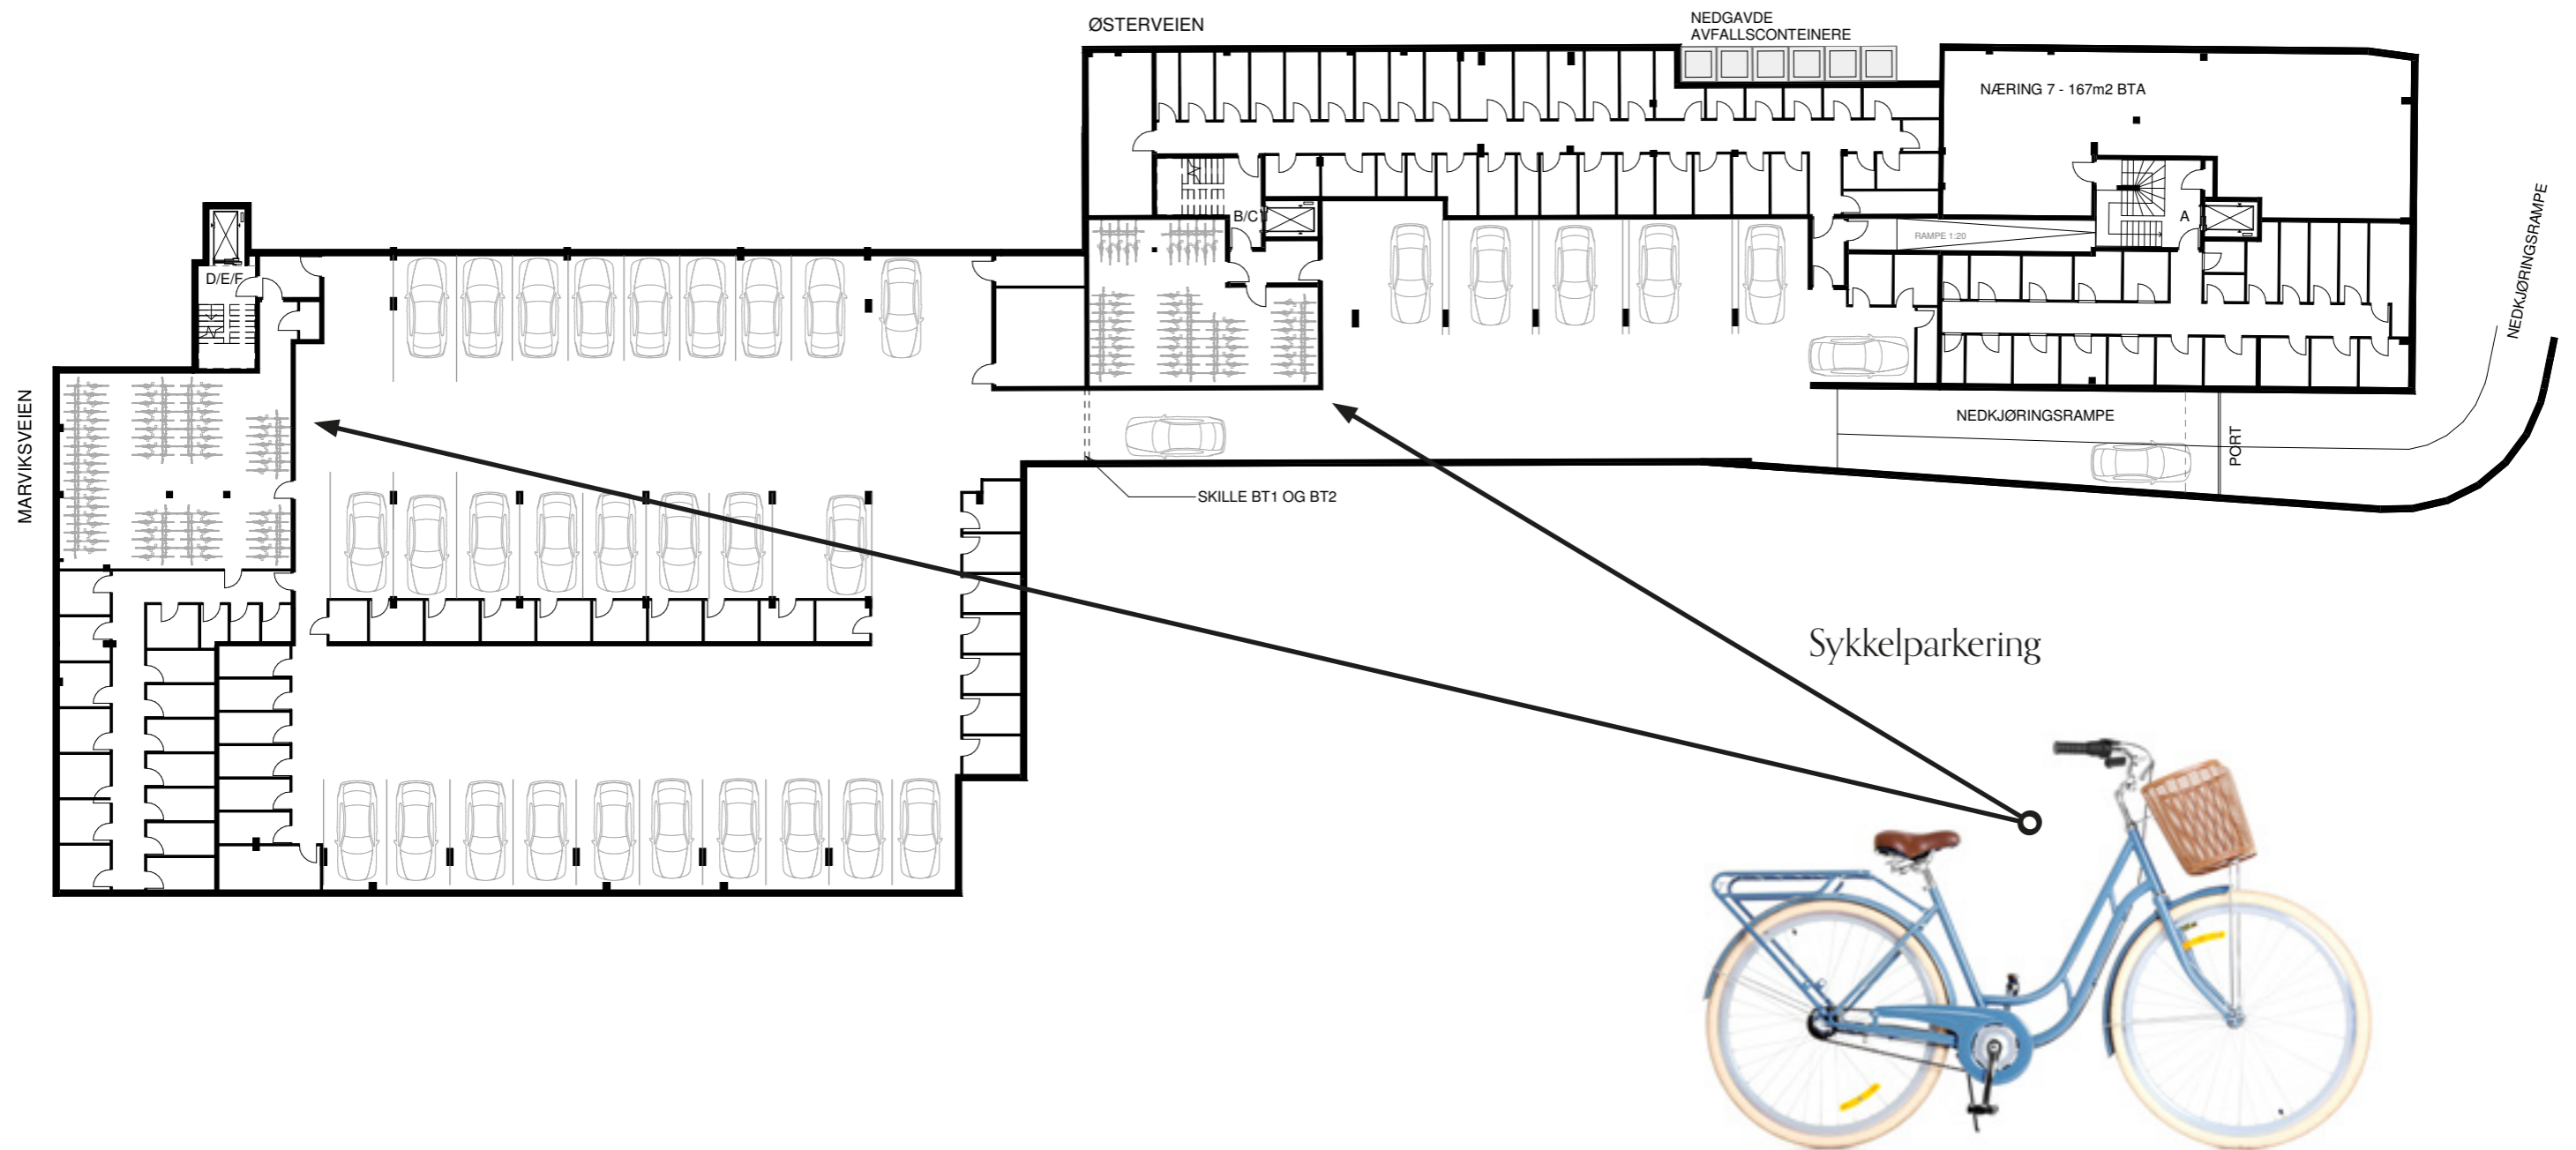 ØSTERVEIEN
NEDGAVDE
AVFALLSCONTEINERE
NÆRING 7 - 167m2 BTA
NEDKJØRINGSRAMPE
B/C
A
RAMPE 1:20
D/E/F
MARVIKSVEIEN
NEDKJØRINGSRAMPE
PORT
SKILLE BT1 OG BT2
Sykkelparkering